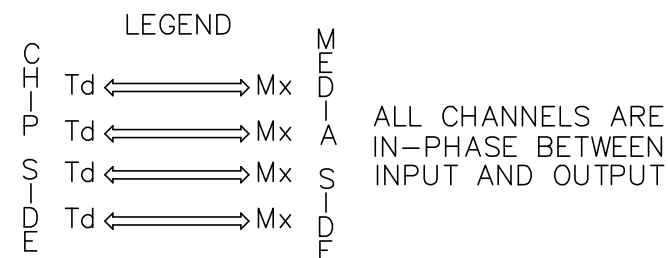 LEGEND
CHIP SIDE
Td Mx
Td Mx
Td Mx
Td Mx
MEDIA SIDE
ALL CHANNELS ARE
IN-PHASE BETWEEN
INPUT AND OUTPUT